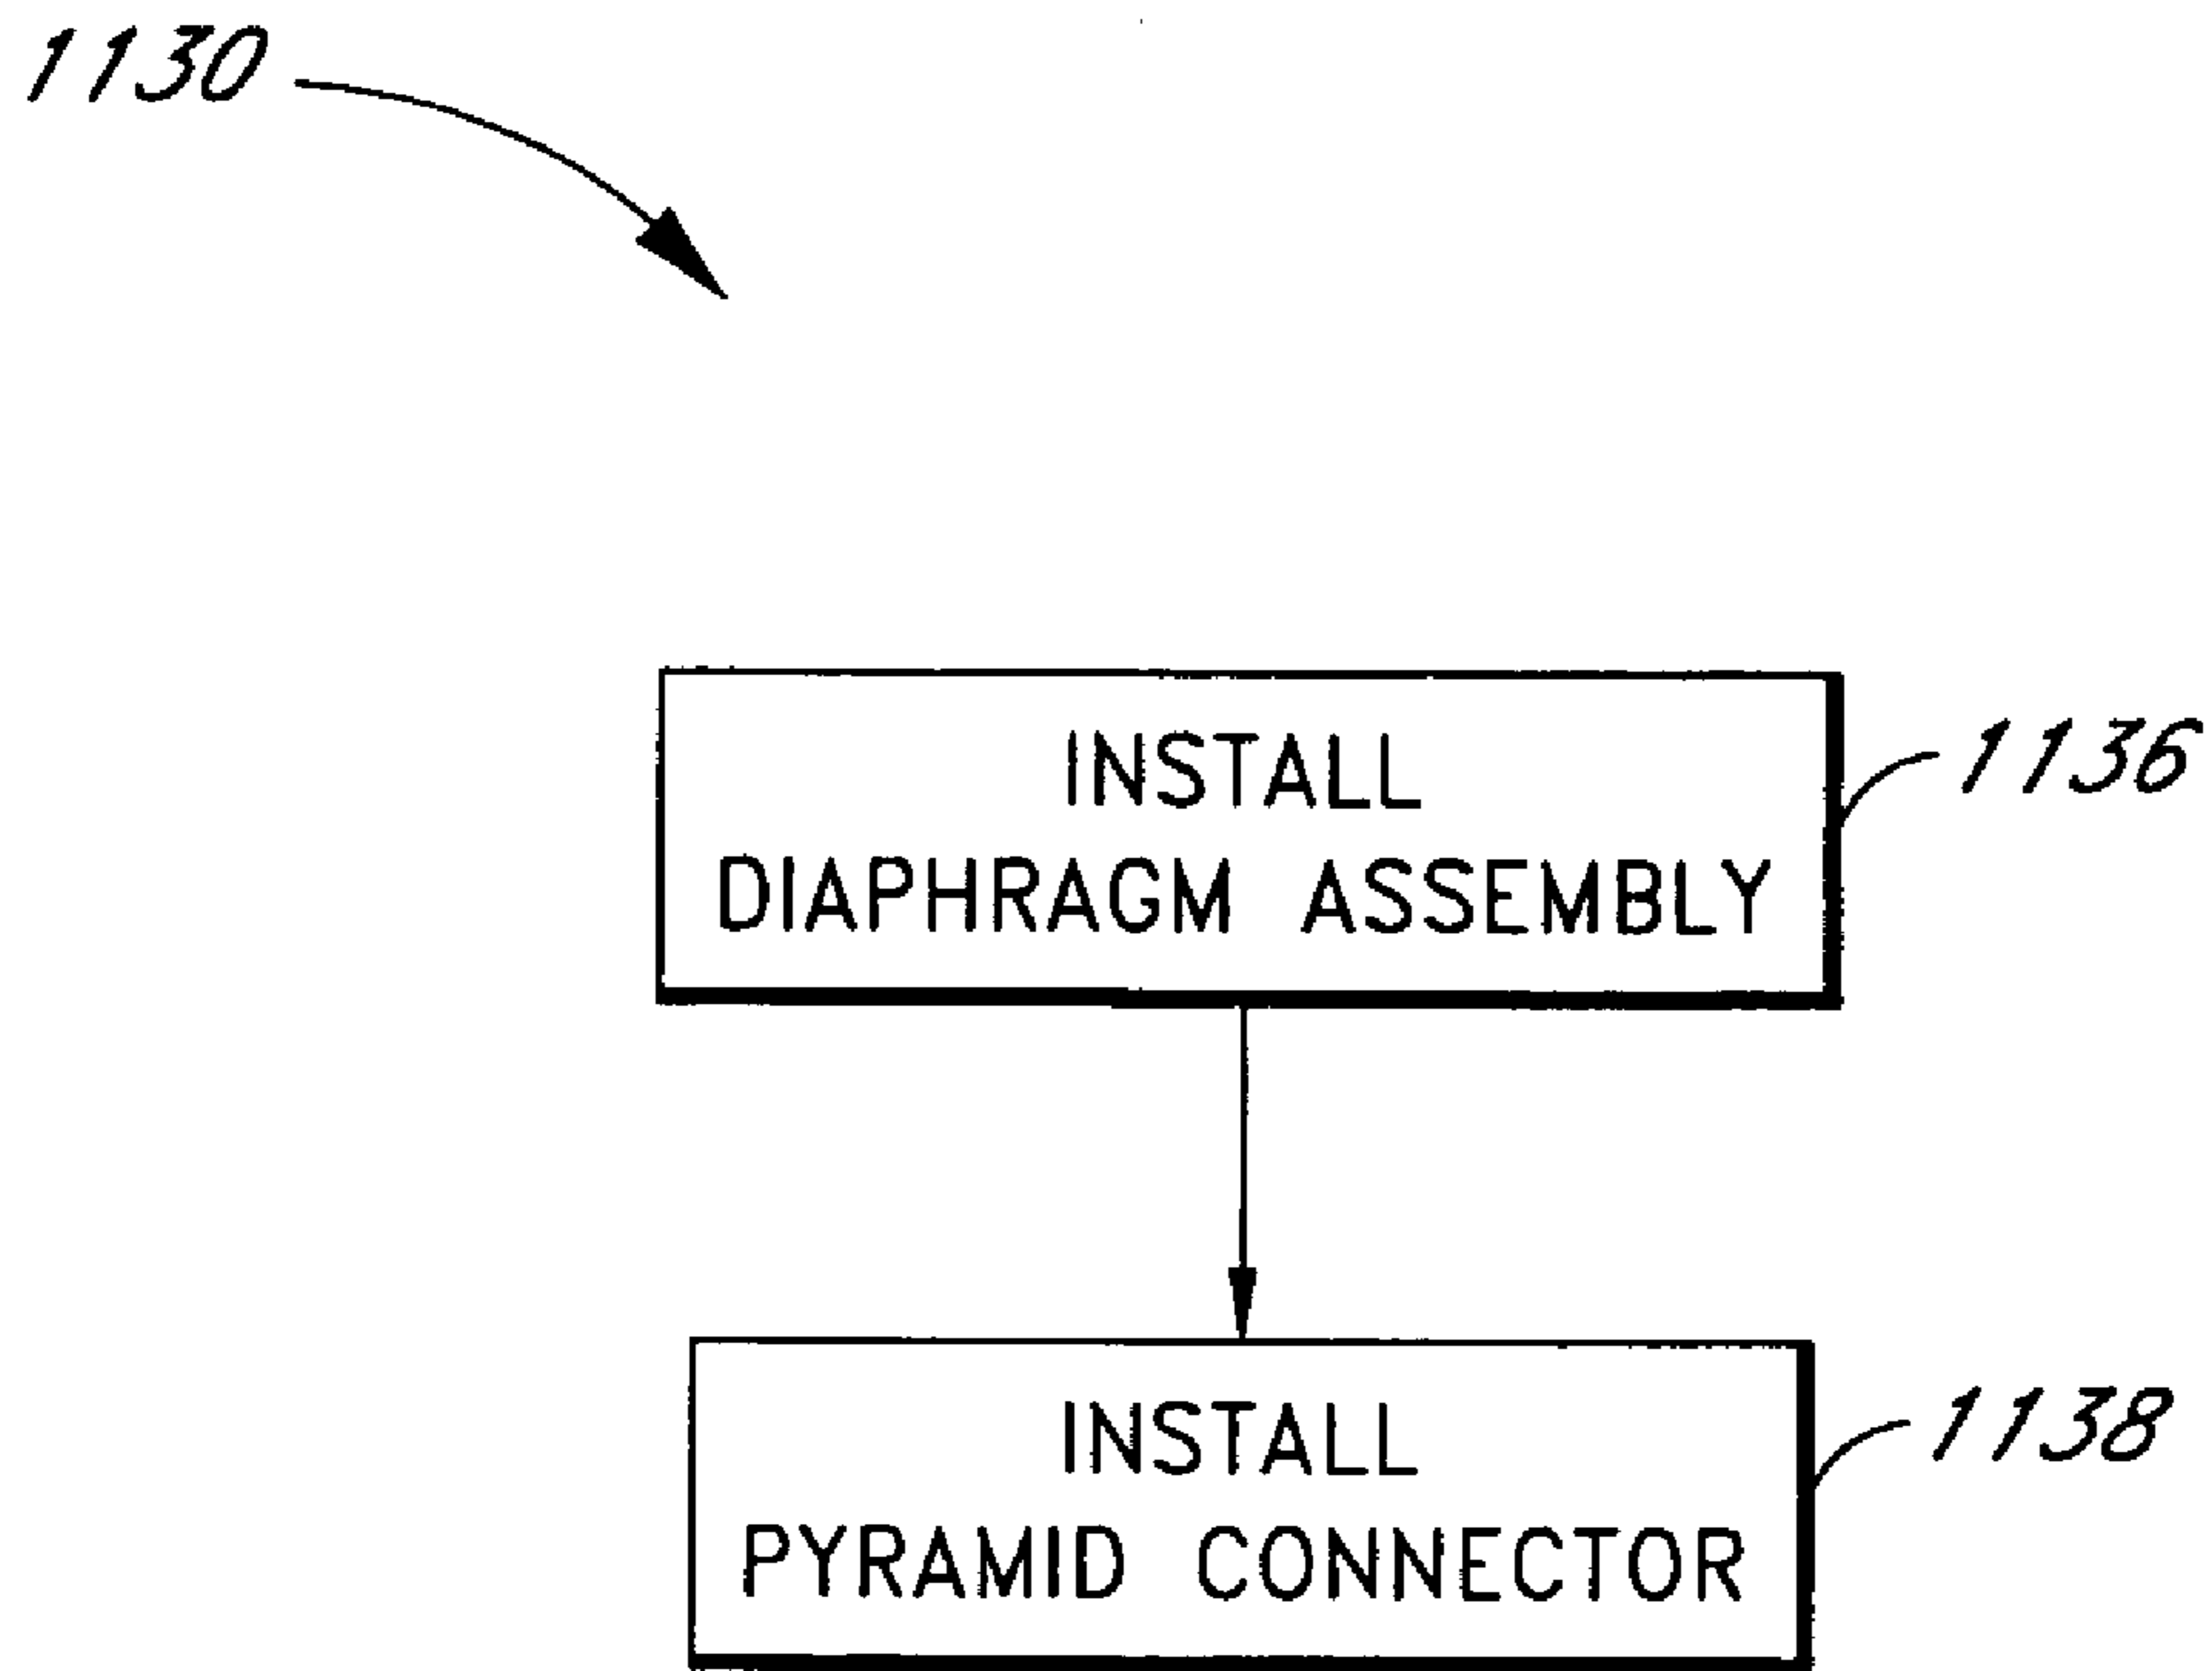 1130
INSTALL
DIAPHRAGM ASSEMBLY
1136
INSTALL
PYRAMID CONNECTOR
1138